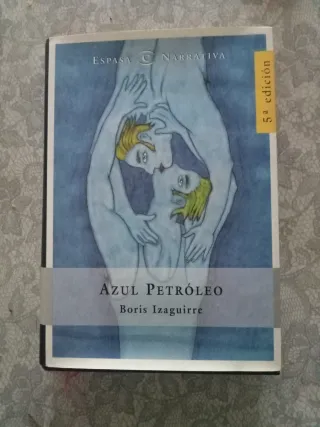 ESPASA NARRATIVA
5ª edición
AZUL PETRÓLEO
Boris Izaguirre